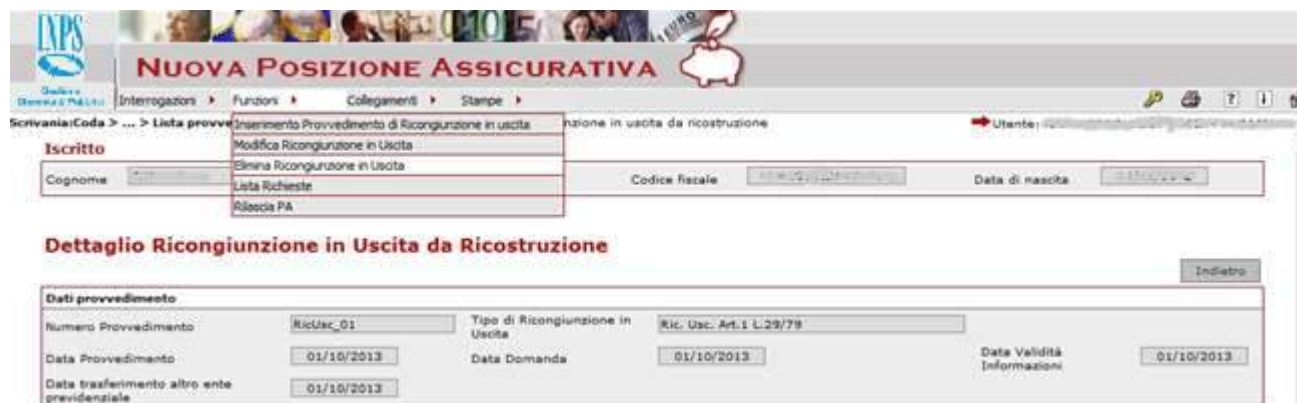 INPS
NUOVA POSIZIONE ASSICURATIVA
Gestione Dipendenti Pubblici
Interrogazioni Funzioni Collegamenti Stampe
? i
Scrivania:Coda > ... > Lista provve nzione in uscita da ricostruzione Utente:
Inserimento Provvedimento di Ricongiunzione in uscita
Modifica Ricongiunzione in Uscita
Elimina Ricongiunzione in Uscita
Lista Richieste
Rilascia PA
Iscritto
Cognome Codice fiscale Data di nascita
Dettaglio Ricongiunzione in Uscita da Ricostruzione
Indietro
Dati provvedimento
Numero Provvedimento RicUsc_01 Tipo di Ricongiunzione in Uscita Ric. Usc. Art.1 L.29/79
Data Provvedimento 01/10/2013 Data Domanda 01/10/2013 Data Validità Informazioni 01/10/2013
Data trasferimento altro ente previdenziale 01/10/2013